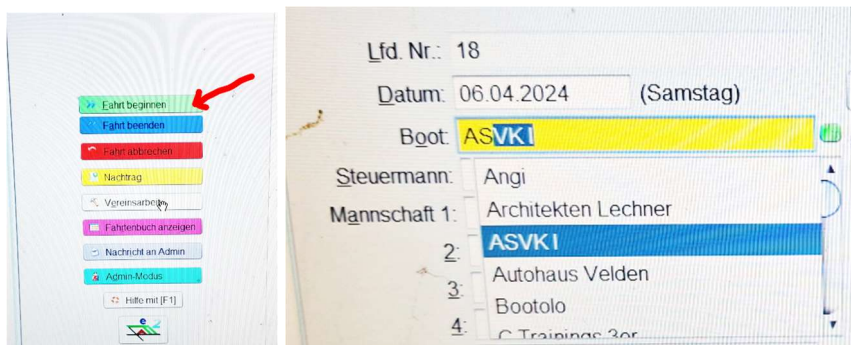 Fahrt beginnen
Fahrt beenden
Fahrt abbrechen
Nachtrag
Vereinsarbeit
Fahrtenbuch anzeigen
Nachricht an Admin
Admin-Modus
Hilfe mit [F1]
e
Lfd. Nr.: 18
Datum: 06.04.2024 (Samstag)
Boot: ASVK I
Steuermann:
Angi
Mannschaft 1:
Architekten Lechner
2:
ASVK I
3:
Autohaus Velden
Bootolo
4:
C Trainings 3er